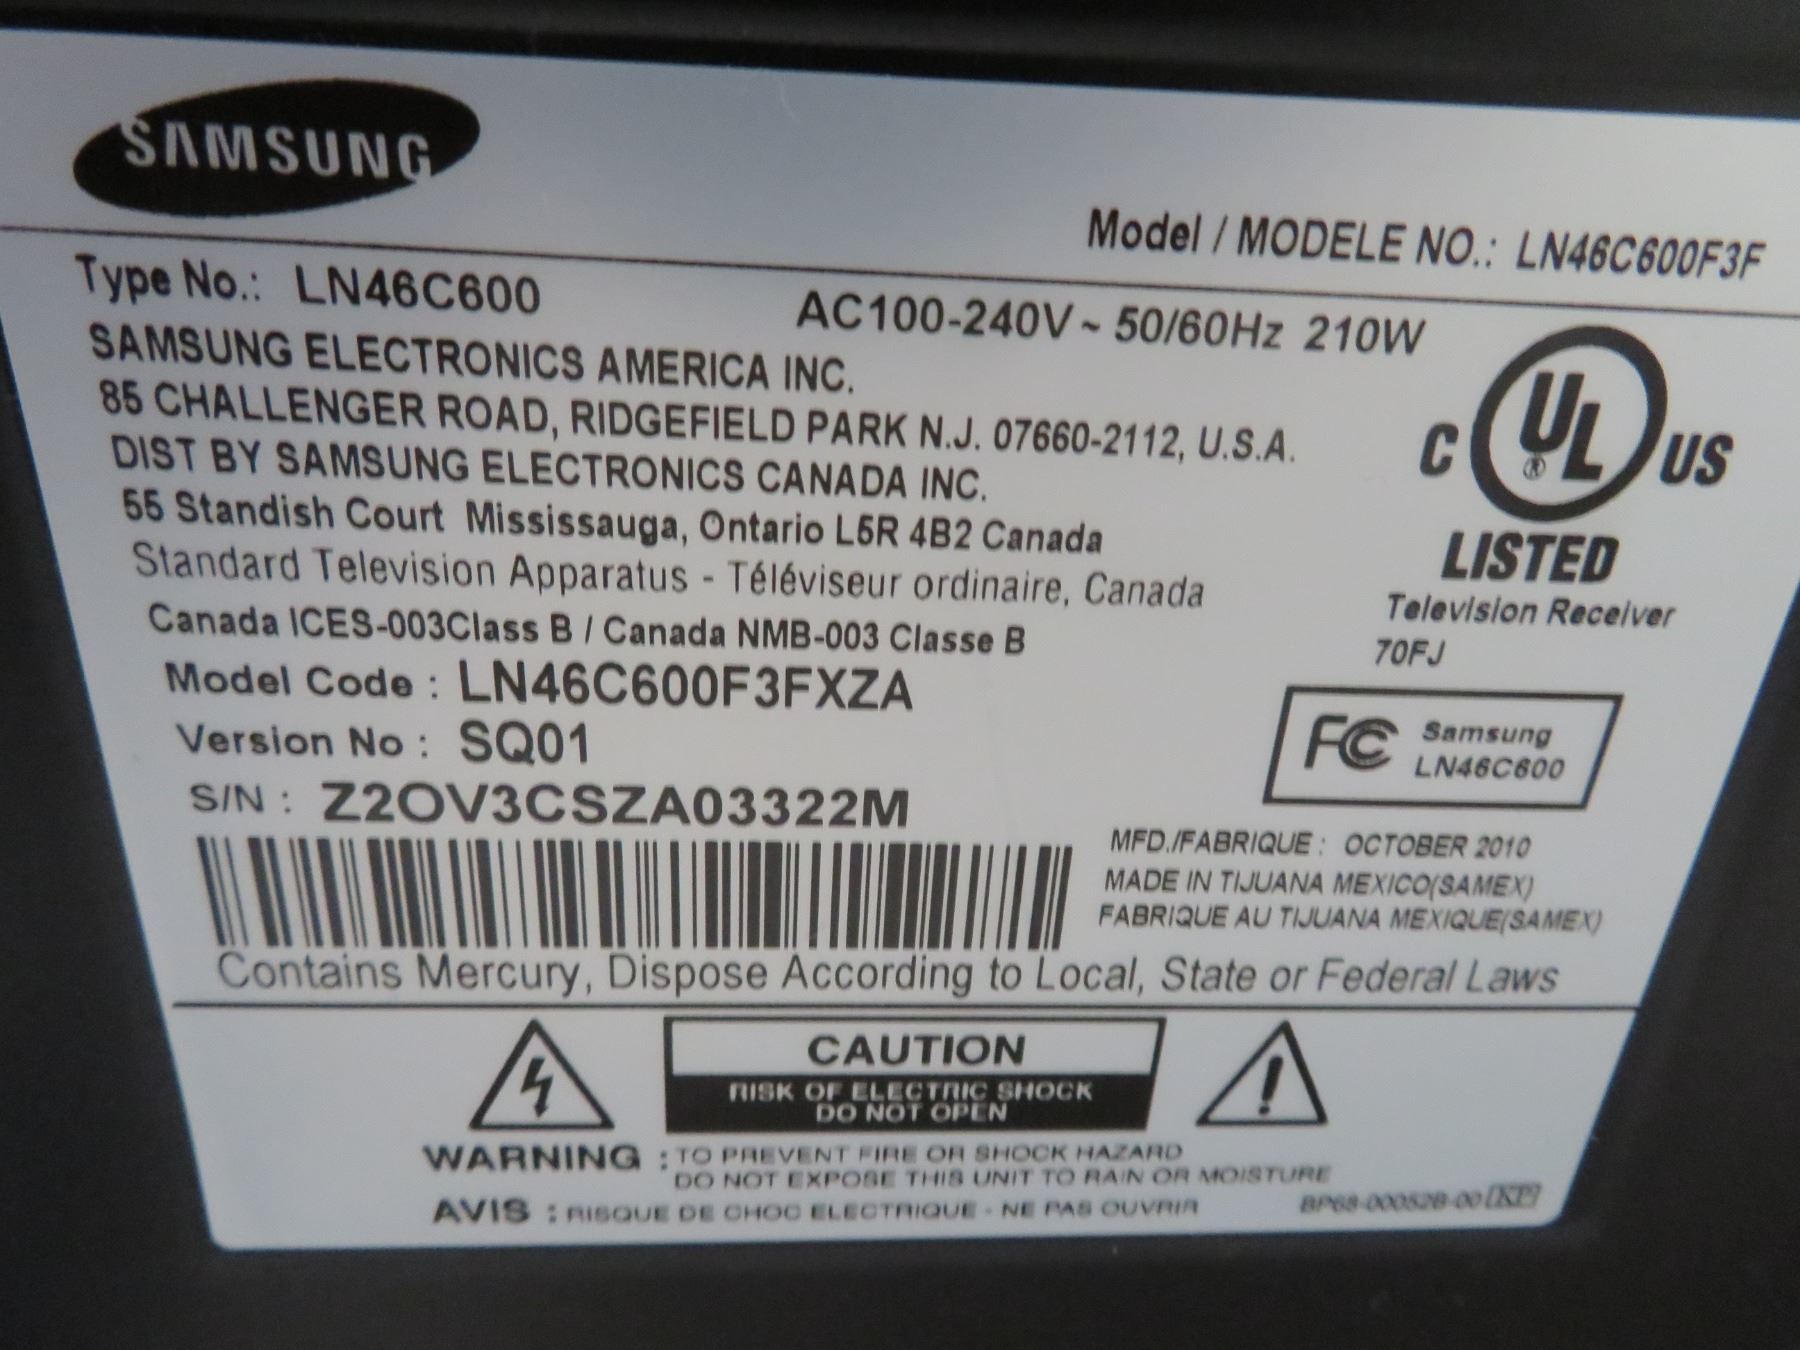 SAMSUNG
Model / MODELE NO.: LN46C600F3F
Type No.: LN46C600
AC100-240V ~ 50/60Hz 210W
SAMSUNG ELECTRONICS AMERICA INC.
85 CHALLENGER ROAD, RIDGEFIELD PARK N.J. 07660-2112, U.S.A.
DIST BY SAMSUNG ELECTRONICS CANADA INC.
55 Standish Court Mississauga, Ontario L5R 4B2 Canada
Standard Television Apparatus - Téléviseur ordinaire, Canada
Canada ICES-003Class B / Canada NMB-003 Classe B
C UL ® US
LISTED
Television Receiver
70FJ
Model Code : LN46C600F3FXZA
Version No : SQ01
S/N : Z2OV3CSZA03322M
FC Samsung
LN46C600
MFD./FABRIQUE : OCTOBER 2010
MADE IN TIJUANA MEXICO(SAMEX)
FABRIQUE AU TIJUANA MEXIQUE(SAMEX)
Contains Mercury, Dispose According to Local, State or Federal Laws
CAUTION
RISK OF ELECTRIC SHOCK
DO NOT OPEN
WARNING : TO PREVENT FIRE OR SHOCK HAZARD
DO NOT EXPOSE THIS UNIT TO RAIN OR MOISTURE
AVIS : RISQUE DE CHOC ELECTRIQUE - NE PAS OUVRIR
BP68-00052B-00